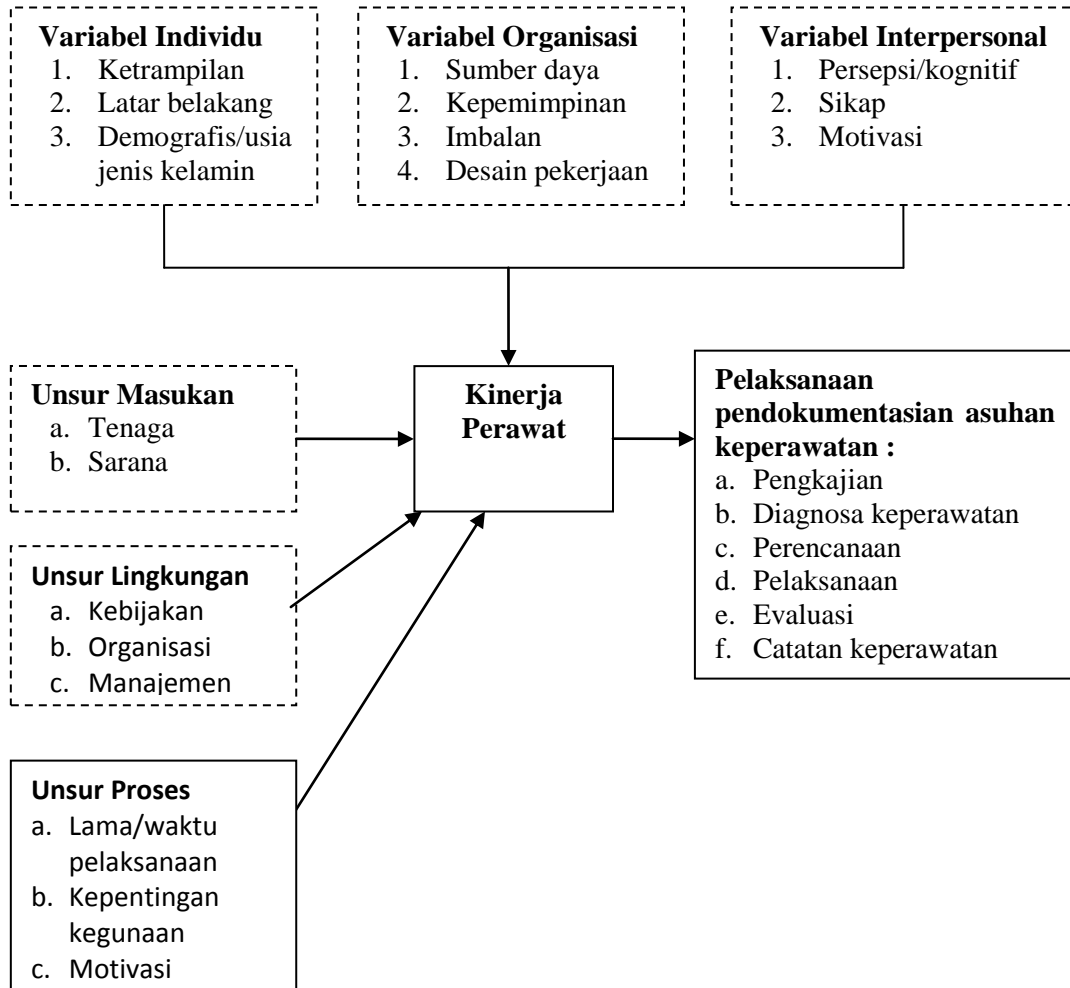 Variabel Individu
1. Ketrampilan
2. Latar belakang
3. Demografis/usia
jenis kelamin
Variabel Organisasi
1. Sumber daya
2. Kepemimpinan
3. Imbalan
4. Desain pekerjaan
Variabel Interpersonal
1. Persepsi/kognitif
2. Sikap
3. Motivasi
Unsur Masukan
a. Tenaga
b. Sarana
Kinerja
Perawat
Pelaksanaan
pendokumentasian asuhan
keperawatan :
a. Pengkajian
b. Diagnosa keperawatan
c. Perencanaan
d. Pelaksanaan
e. Evaluasi
f. Catatan keperawatan
Unsur Lingkungan
a. Kebijakan
b. Organisasi
c. Manajemen
Unsur Proses
a. Lama/waktu
pelaksanaan
b. Kepentingan
kegunaan
c. Motivasi